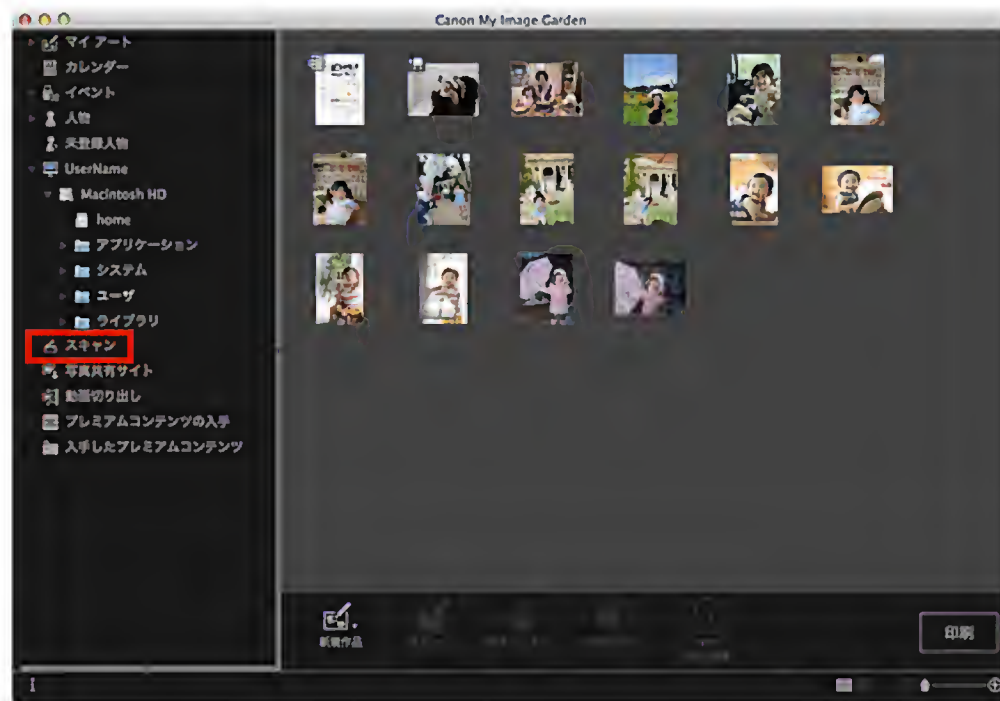 Canon My Image Garden
マイ アート
カレンダー
イベント
人物
未登録人物
UserName
Macintosh HD
home
アプリケーション
システム
ユーザ
ライブラリ
スキャン
写真共有サイト
動画切り出し
プレミアムコンテンツの入手
入手したプレミアムコンテンツ
新規作品
印刷